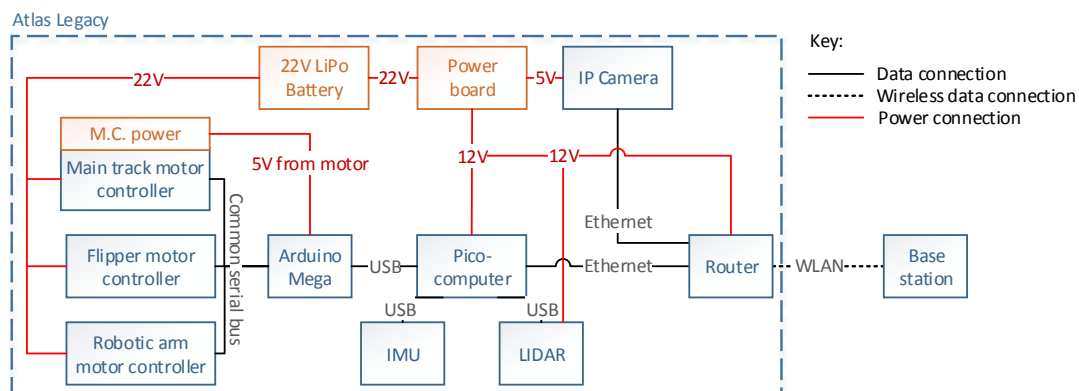 Atlas Legacy
Key:
Data connection
Wireless data connection
Power connection
22V
22V LiPo
Battery
22V
Power
board
5V
IP Camera
M.C. power
Main track motor
controller
5V from motor
12V
12V
Common serial bus
Flipper motor
controller
Arduino
Mega
USB
Pico-
computer
Ethernet
Ethernet
Router
WLAN
Base
station
Robotic arm
motor controller
USB
IMU
USB
LIDAR